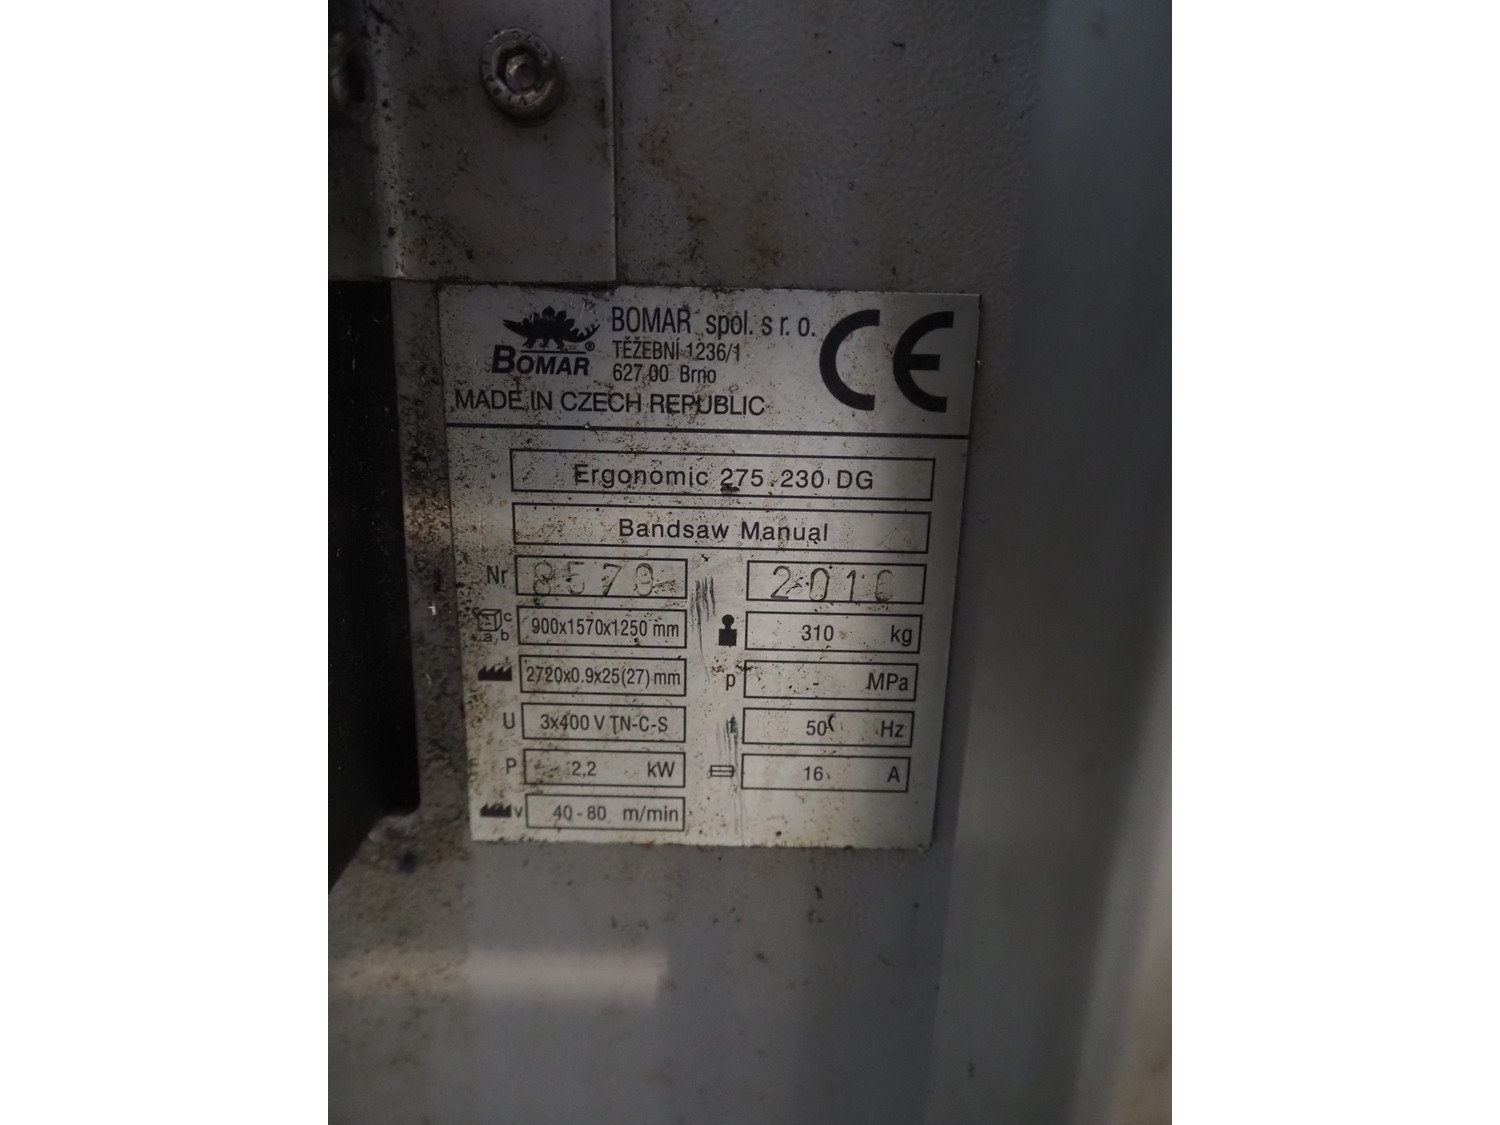 BOMAR®
BOMAR spol. s r. o.
TĚŽEBNÍ 1236/1
627 00 Brno
CE
MADE IN CZECH REPUBLIC
Ergonomic 275.230 DG
Bandsaw Manual
Nr 8579 2016
c
a b
900x1570x1250 mm 310 kg
2720x0.9x25(27) mm p - MPa
U 3x400 V TN-C-S f 50 Hz
P 2,2 kW 16 A
v 40-80 m/min